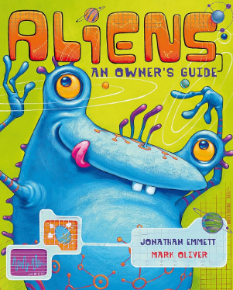 ALiENS
AN OWNER'S GUIDE
JONATHAN EMMETT
MARK OLIVER